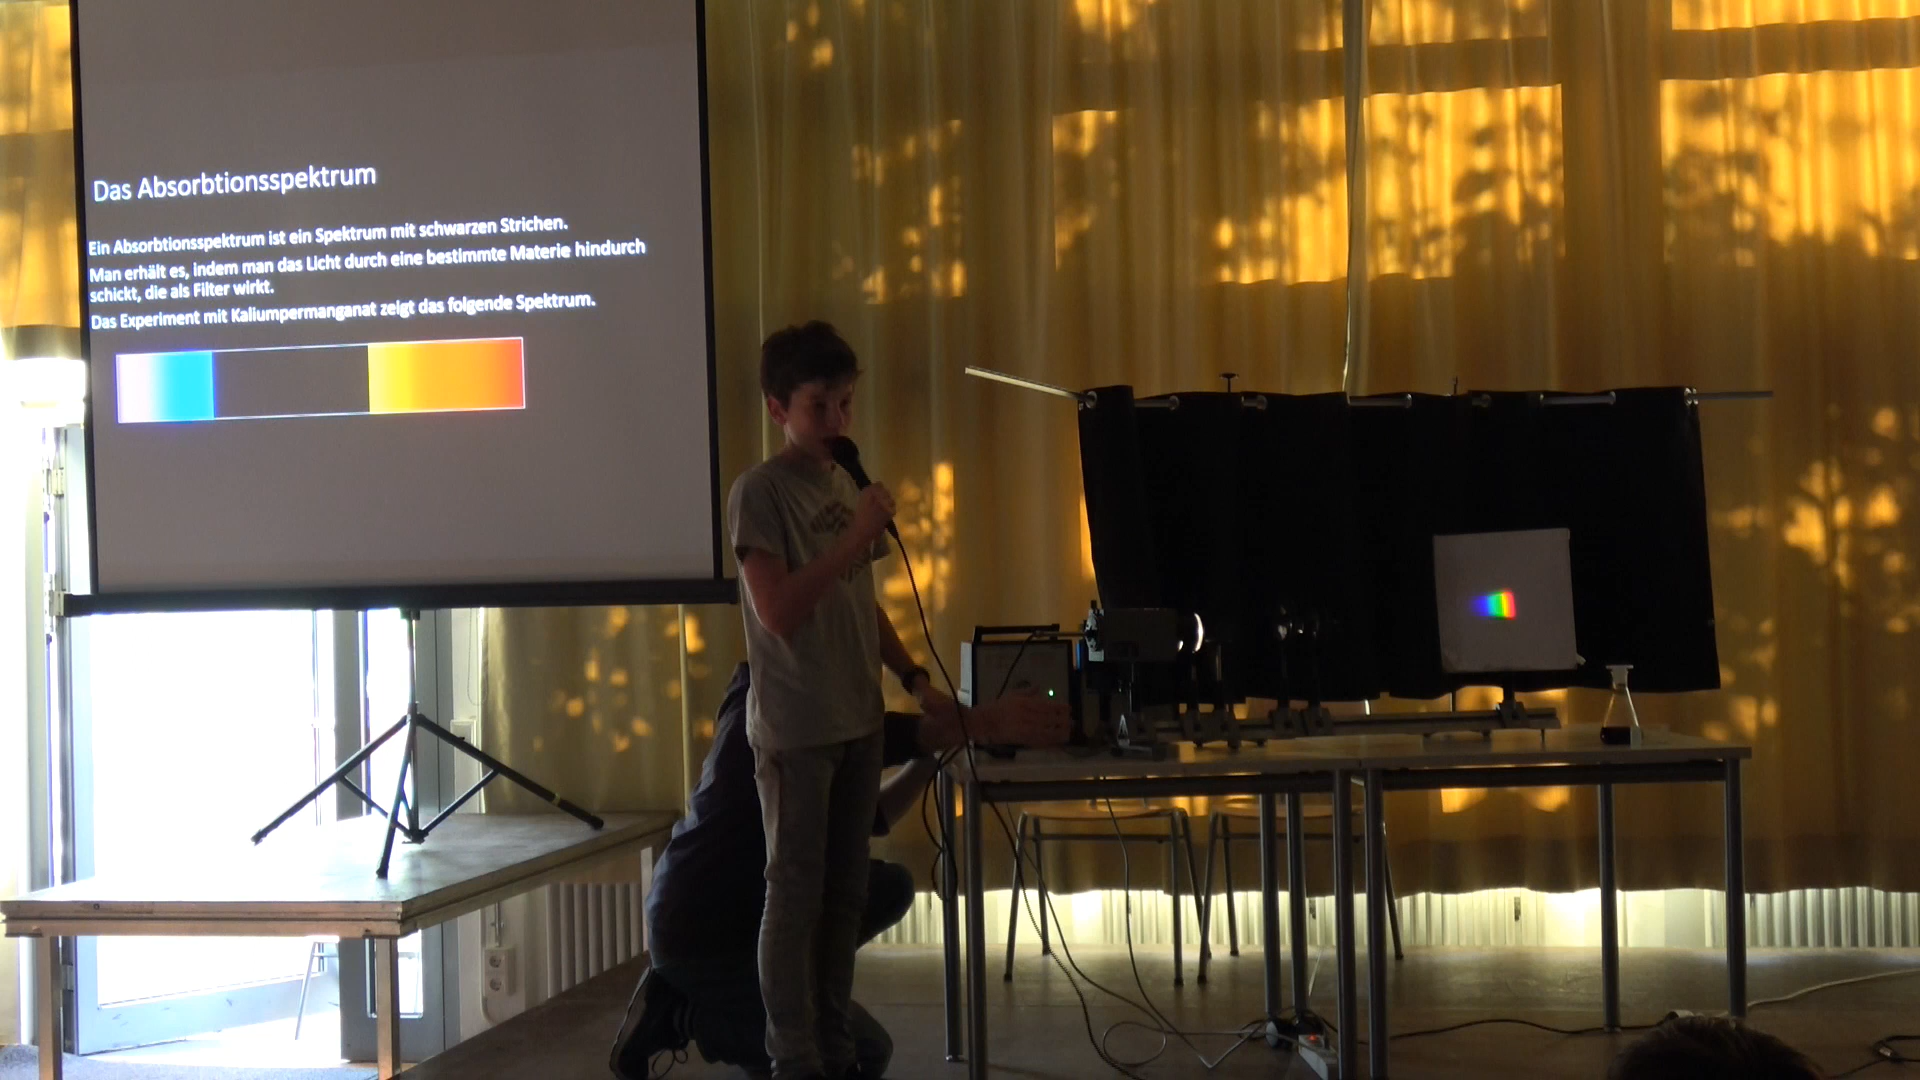 Das Absorbtionsspektrum
Ein Absorbtionsspektrum ist ein Spektrum mit schwarzen Strichen.
Man erhält es, indem man das Licht durch eine bestimmte Materie hindurch
schickt, die als Filter wirkt.
Das Experiment mit Kaliumpermanganat zeigt das folgende Spektrum.